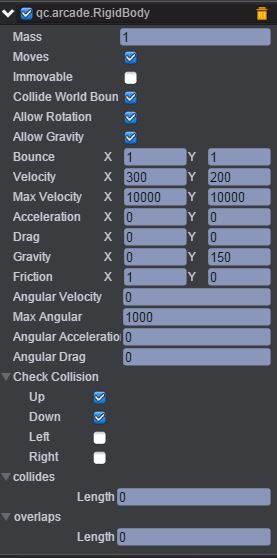 qc.arcade.RigidBody
Mass 1
Moves
Immovable
Collide World Boun
Allow Rotation
Allow Gravity
Bounce X 1 Y 1
Velocity X 300 Y 200
Max Velocity X 10000 Y 10000
Acceleration X 0 Y 0
Drag X 0 Y 0
Gravity X 0 Y 150
Friction X 1 Y 0
Angular Velocity 0
Max Angular 1000
Angular Acceleratio 0
Angular Drag 0
Check Collision
Up
Down
Left
Right
collides
Length 0
overlaps
Length 0